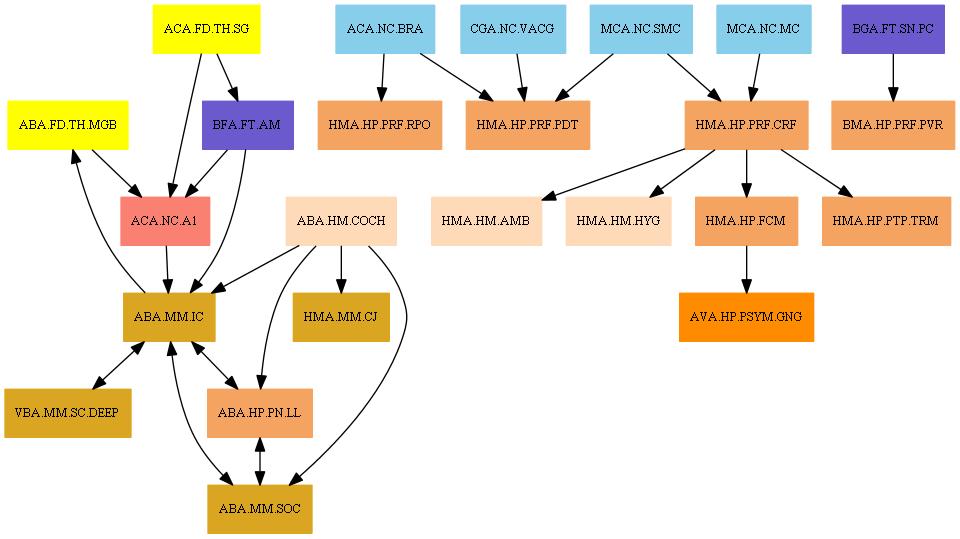 ACA.FD.TH.SG
ACA.NC.BRA
CGA.NC.VACG
MCA.NC.SMC
MCA.NC.MC
BGA.FT.SN.PC
ABA.FD.TH.MGB
BFA.FT.AM
HMA.HP.PRF.RPO
HMA.HP.PRF.PDT
HMA.HP.PRF.CRF
BMA.HP.PRF.PVR
ACA.NC.A1
ABA.HM.COCH
HMA.HM.AMB
HMA.HM.HYG
HMA.HP.FCM
HMA.HP.PTP.TRM
ABA.MM.IC
HMA.MM.CJ
AVA.HP.PSYM.GNG
VBA.MM.SC.DEEP
ABA.HP.PN.LL
ABA.MM.SOC